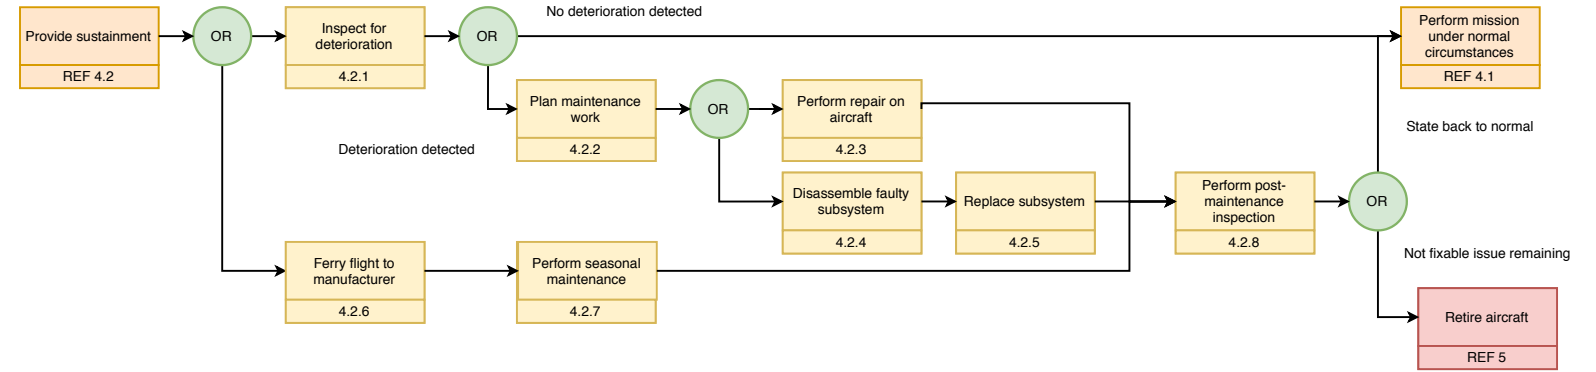 No deterioration detected
Provide sustainment
REF 4.2
OR
Inspect for
deterioration
4.2.1
OR
Perform mission
under normal
circumstances
REF 4.1
Plan maintenance
work
4.2.2
OR
Perform repair on
aircraft
4.2.3
State back to normal
Deterioration detected
Disassemble faulty
subsystem
4.2.4
Replace subsystem
4.2.5
Perform post-
maintenance
inspection
4.2.8
OR
Ferry flight to
manufacturer
4.2.6
Perform seasonal
maintenance
4.2.7
Not fixable issue remaining
Retire aircraft
REF 5